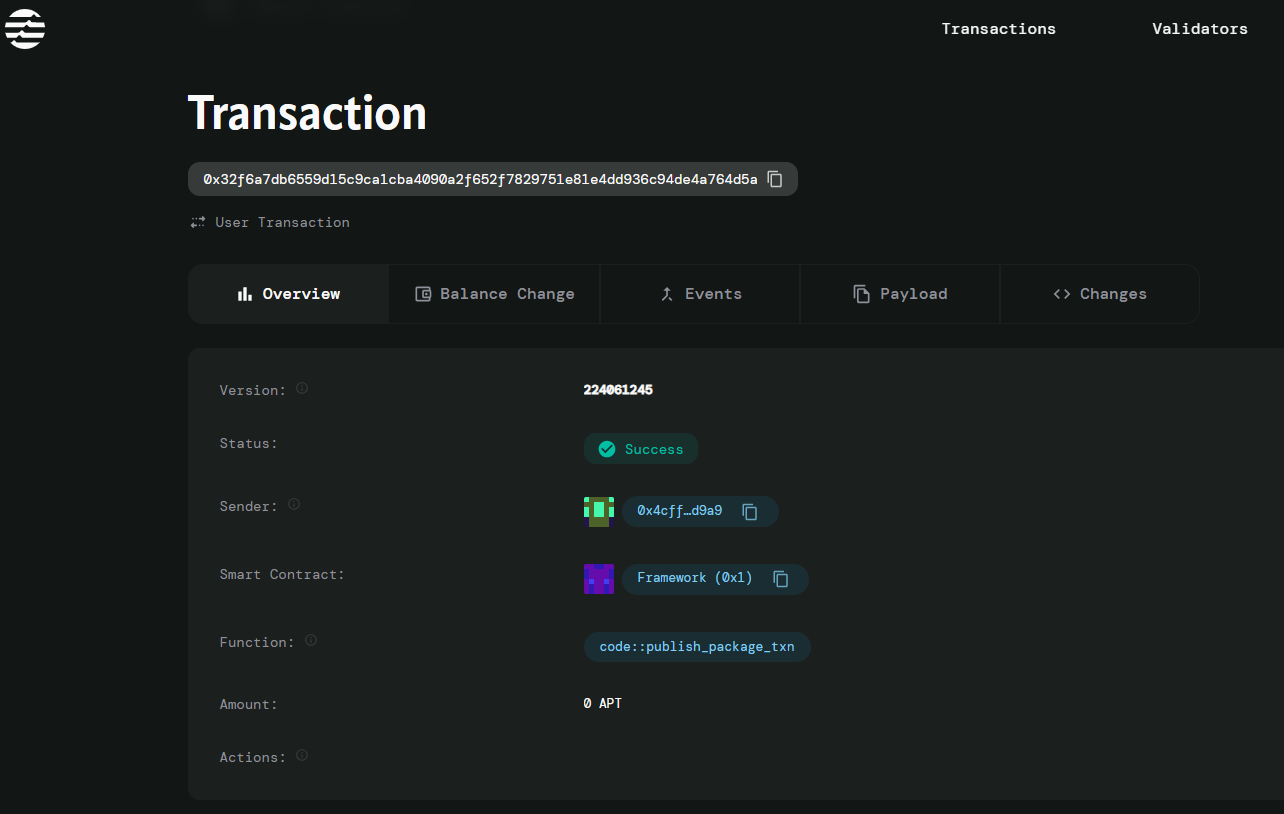 Transactions Validators
Transaction
0x32f6a7db6559d15c9ca1cba4090a2f652f7829751e81e4dd936c94de4a764d5a
User Transaction
Overview Balance Change Events Payload Changes
Version: 224061245
Status: Success
Sender: 0x4cff…d9a9
Smart Contract: Framework (0x1)
Function: code::publish_package_txn
Amount: 0 APT
Actions: